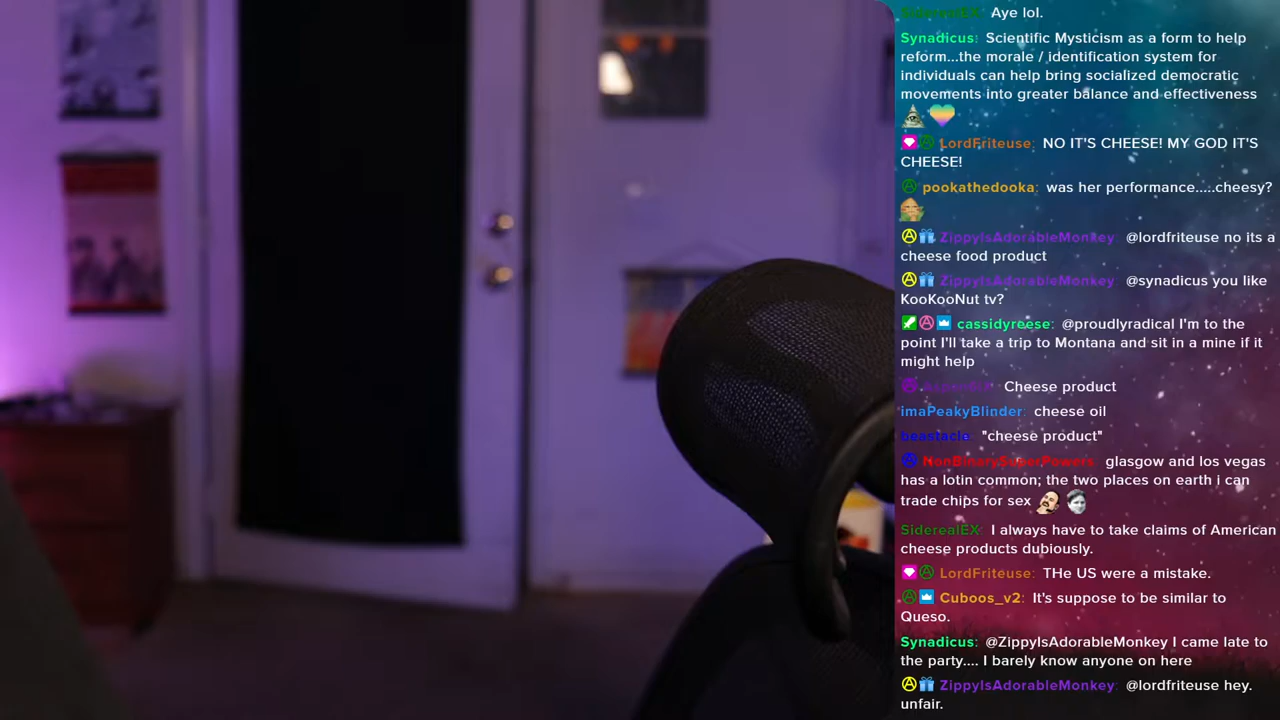 SiderealEX: Aye lol.
Synadicus: Scientific Mysticism as a form to help
reform...the morale / identification system for
individuals can help bring socialized democratic
movements into greater balance and effectiveness
LordFriteuse: NO IT'S CHEESE! MY GOD IT'S
CHEESE!
pookathedooka: was her performance.....cheesy?
ZippyIsAdorableMonkey: @lordfriteuse no its a
cheese food product
ZippyIsAdorableMonkey: @synadicus you like
KooKooNut tv?
cassidyreese: @proudlyradical I'm to the
point I'll take a trip to Montana and sit in a mine if it
might help
Cheese product
imaPeakyBlinder: cheese oil
beastacle: "cheese product"
NonBinarySuperPowers: glasgow and los vegas
has a lotin common; the two places on earth i can
trade chips for sex
SiderealEX: I always have to take claims of American
cheese products dubiously.
LordFriteuse: THe US were a mistake.
Cuboos_v2: It's suppose to be similar to
Queso.
Synadicus: @ZippyIsAdorableMonkey I came late to
the party.... I barely know anyone on here
ZippyIsAdorableMonkey: @lordfriteuse hey.
unfair.